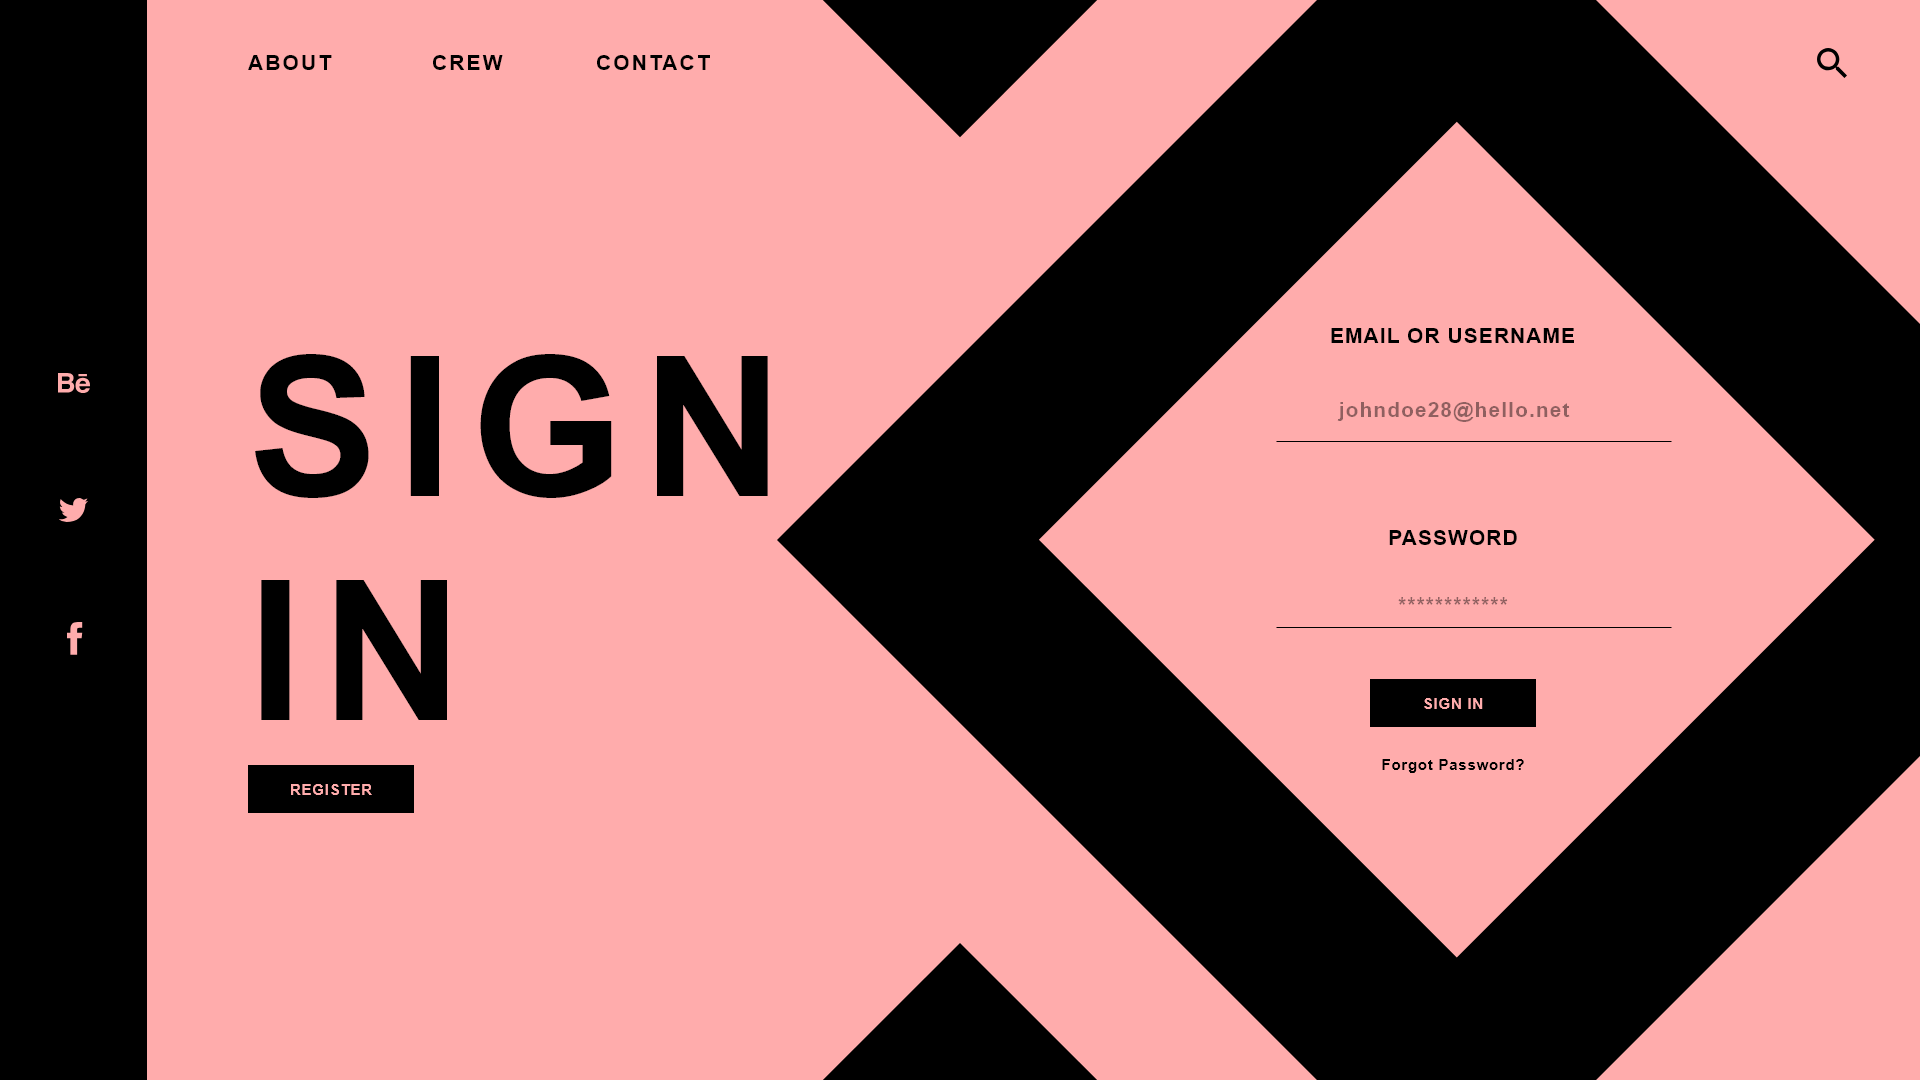 ABOUT CREW CONTACT
SIGN
IN
REGISTER
Bē
EMAIL OR USERNAME
johndoe28@hello.net
PASSWORD
************
SIGN IN
Forgot Password?